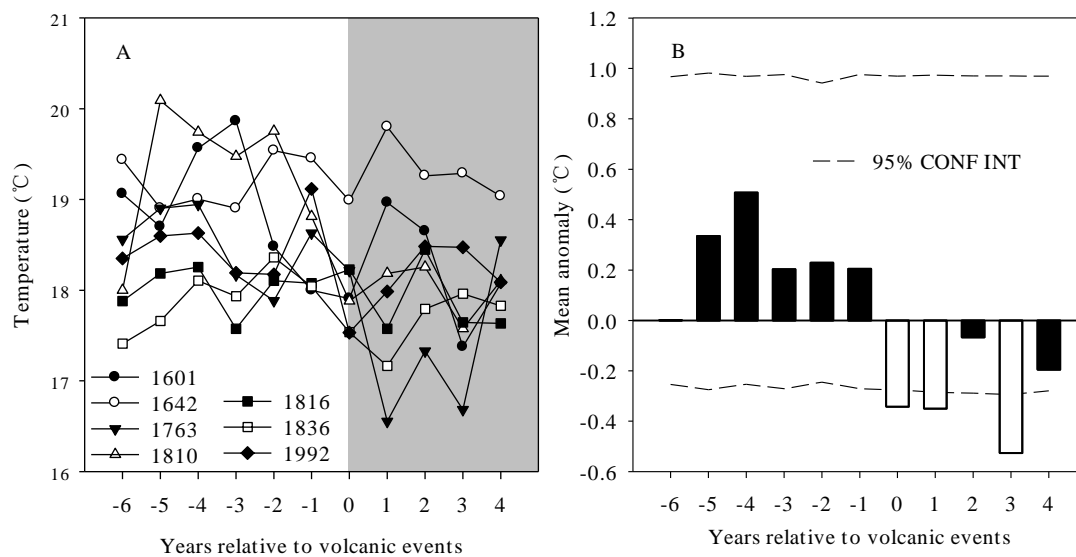 A
21
20
19
18
17
16
Temperature (℃)
1601
1642
1763
1810
1816
1836
1992
-6 -5 -4 -3 -2 -1 0 1 2 3 4
Years relative to volcanic events
B
1.2
1.0
0.8
0.6
0.4
0.2
0.0
-0.2
-0.4
-0.6
Mean anomaly (℃)
95% CONF INT
-6 -5 -4 -3 -2 -1 0 1 2 3 4
Years relative to volcanic events